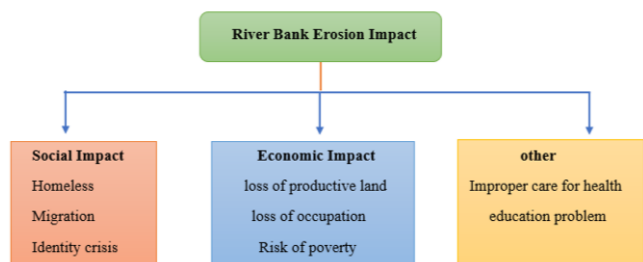 River Bank Erosion Impact
Social Impact
Homeless
Migration
Identity crisis
Economic Impact
loss of productive land
loss of occupation
Risk of poverty
other
Improper care for health
education problem